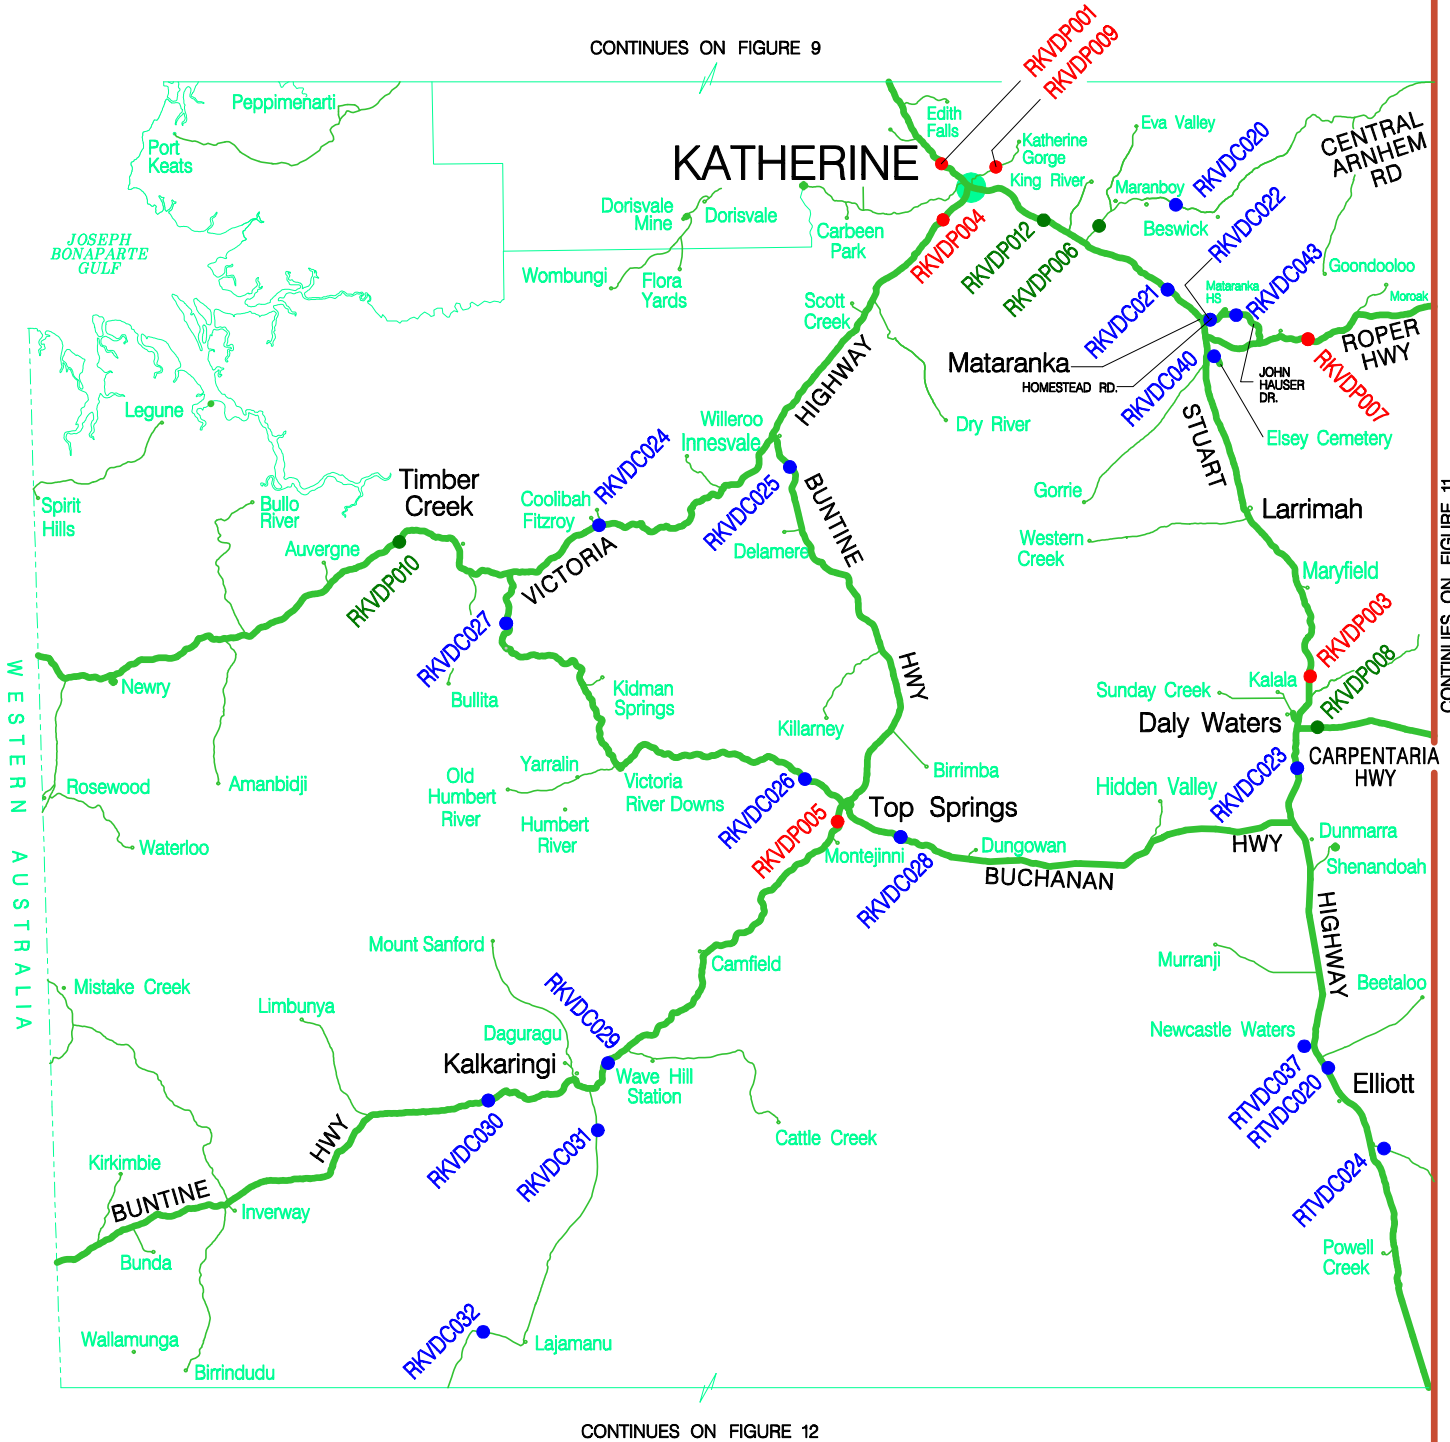 CONTINUES ON FIGURE 9
RKVDP001
RKVDP009
Peppimenarti
Port
Keats
Edith
Falls
Katherine
Gorge
King River
Eva Valley
RKVDC020
CENTRAL
ARNHEM
RD
KATHERINE
Maranboy
Beswick
RKVDC022
Dorisvale
Mine
Dorisvale
Carbeen
Park
RKVDP004
RKVDP012
RKVDP006
JOSEPH
BONAPARTE
GULF
Wombungi
Flora
Yards
Scott
Creek
RKVDC021
Mataranka
HS
RKVDC043
Goondooloo
Moroak
ROPER
HWY
HIGHWAY
Mataranka
HOMESTEAD RD.
RKVDC040
JOHN
HAUSER
DR.
RKVDP007
Legune
Willeroo
Innesvale
Dry River
STUART
Elsey Cemetery
Timber
Creek
RKVDC024
RKVDC025
BUNTINE
Gorrie
Larrimah
CONTINUES ON FIGURE 11
Spirit
Hills
Bullo
River
Coolibah
Fitzroy
Delamere
Western
Creek
Auvergne
RKVDP010
VICTORIA
Maryfield
RKVDP003
RKVDC027
RKVDP008
HWY
WESTERN AUSTRALIA
Newry
Bullita
Kidman
Springs
Killarney
Sunday Creek
Kalala
Daly Waters
Rosewood
Amanbidji
Old
Humbert
River
Yarralin
Victoria
River Downs
RKVDC026
Birrimba
Hidden Valley
RKVDC023
CARPENTARIA
HWY
Top Springs
Waterloo
Humbert
River
RKVDP005
Montejinni
RKVDC028
Dungowan
BUCHANAN
HWY
Dunmarra
Shenandoah
HIGHWAY
Mount Sanford
Camfield
Murranji
Beetaloo
Mistake Creek
Limbunya
RKVDC029
Daguragu
Kalkaringi
Newcastle Waters
Wave Hill
Station
RTVDC037
RTVDC020
Elliott
Cattle Creek
RKVDC030
RKVDC031
HWY
RTVDC024
Kirkimbie
BUNTINE
Inverway
Bunda
Powell
Creek
RKVDC032
Wallamunga
Birrindudu
Lajamanu
CONTINUES ON FIGURE 12